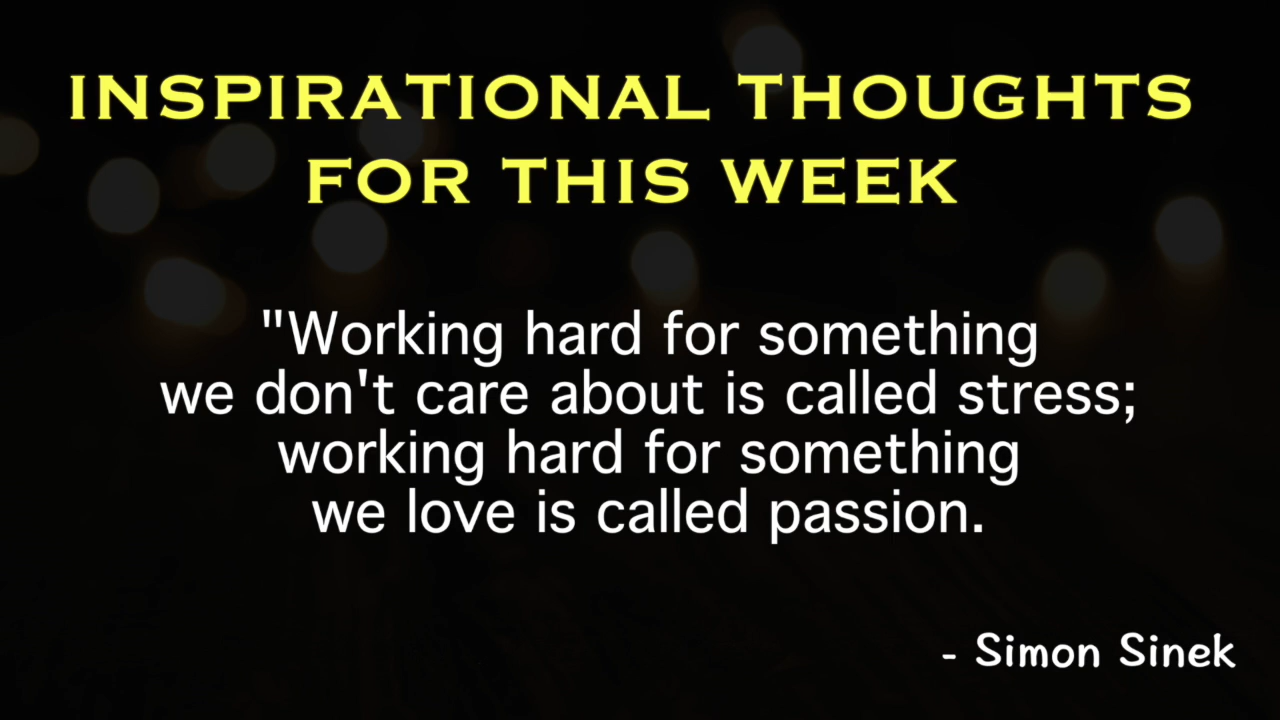 INSPIRATIONAL THOUGHTS
FOR THIS WEEK
"Working hard for something
we don't care about is called stress;
working hard for something
we love is called passion.
- Simon Sinek